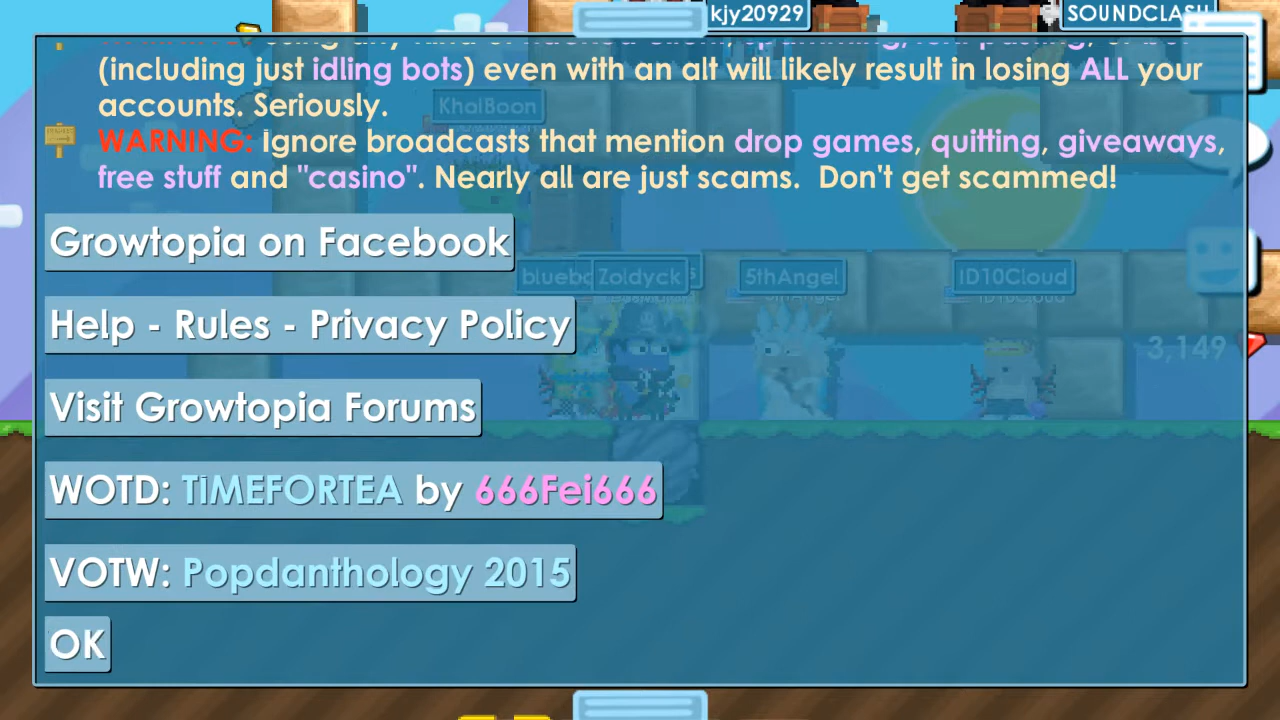 kjy20929
SOUNDCLASH
(including just idling bots) even with an alt will likely result in losing ALL your
accounts. Seriously.
KhalBoon
WARNING: Ignore broadcasts that mention drop games, quitting, giveaways,
free stuff and "casino". Nearly all are just scams. Don't get scammed!
Growtopia on Facebook
Zoldyck
5thAngel
ID10Cloud
Help - Rules - Privacy Policy
3,149
Visit Growtopia Forums
WOTD: TiMEFORTEA by 666Fei666
VOTW: Popdanthology 2015
OK